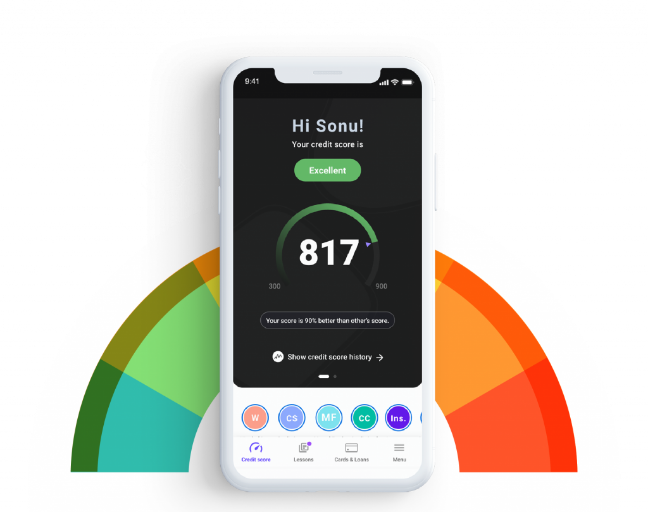 9:41
Hi Sonu!
Your credit score is
Excellent
817
300 900
Your score is 90% better than other's score.
Show credit score history →
W CS MF CC Ins.
Credit score Lessons Cards & Loans Menu